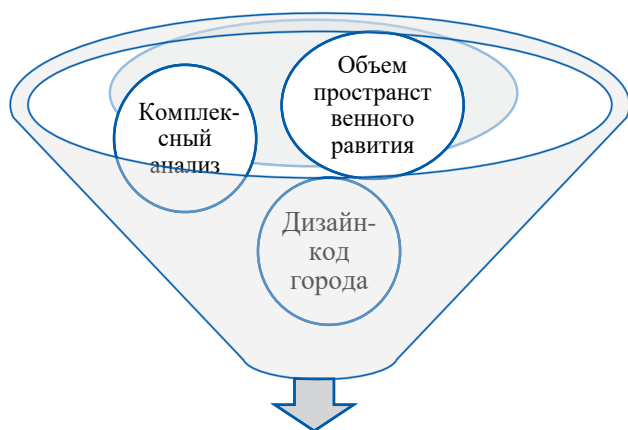 Комплек-
сный
анализ
Объем
пространст
венного
равития
Дизайн-
код
города